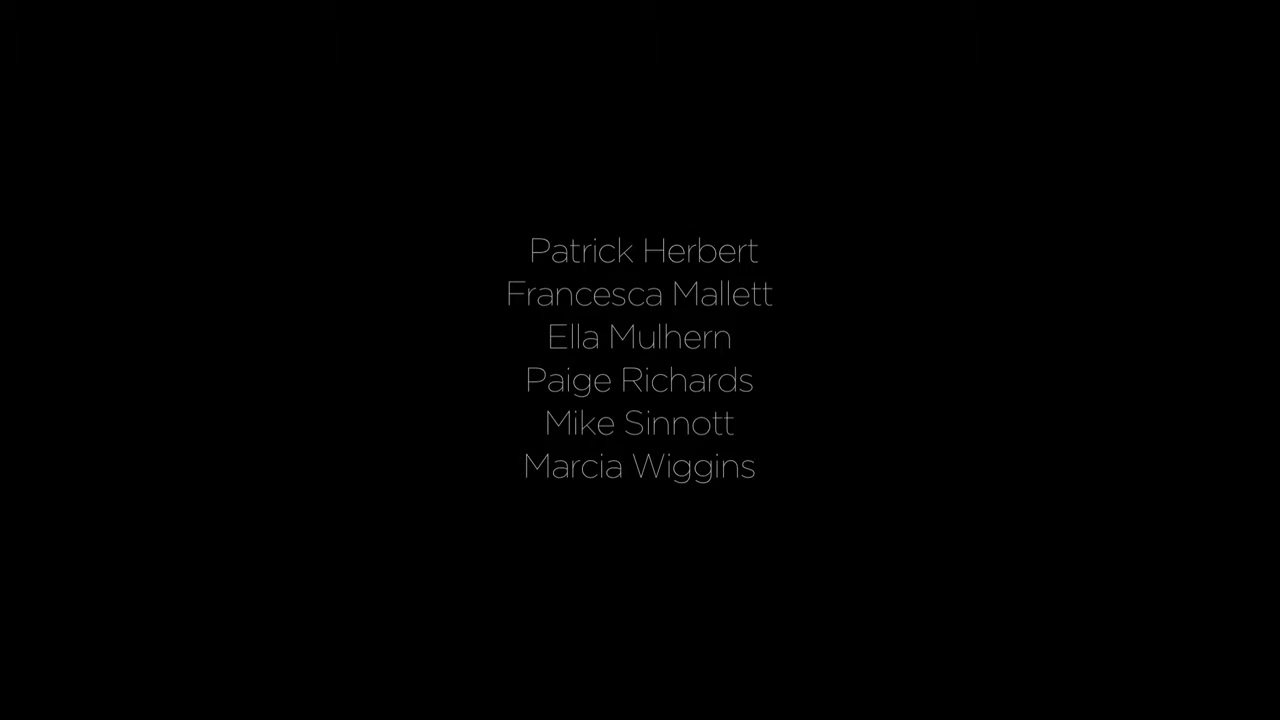 Patrick Herbert
Francesca Mallett
Ella Mulhern
Paige Richards
Mike Sinnott
Marcia Wiggins